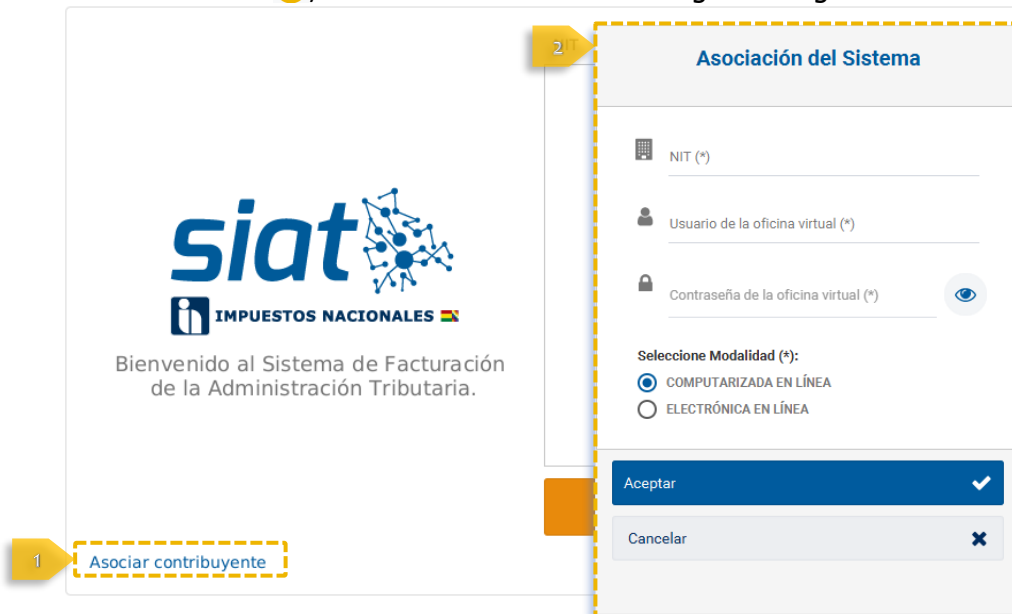 siat
IMPUESTOS NACIONALES
Bienvenido al Sistema de Facturación
de la Administración Tributaria.
1
Asociar contribuyente
2
Asociación del Sistema
NIT (*)
Usuario de la oficina virtual (*)
Contraseña de la oficina virtual (*)
Seleccione Modalidad (*):
COMPUTARIZADA EN LÍNEA
ELECTRÓNICA EN LÍNEA
Aceptar
Cancelar